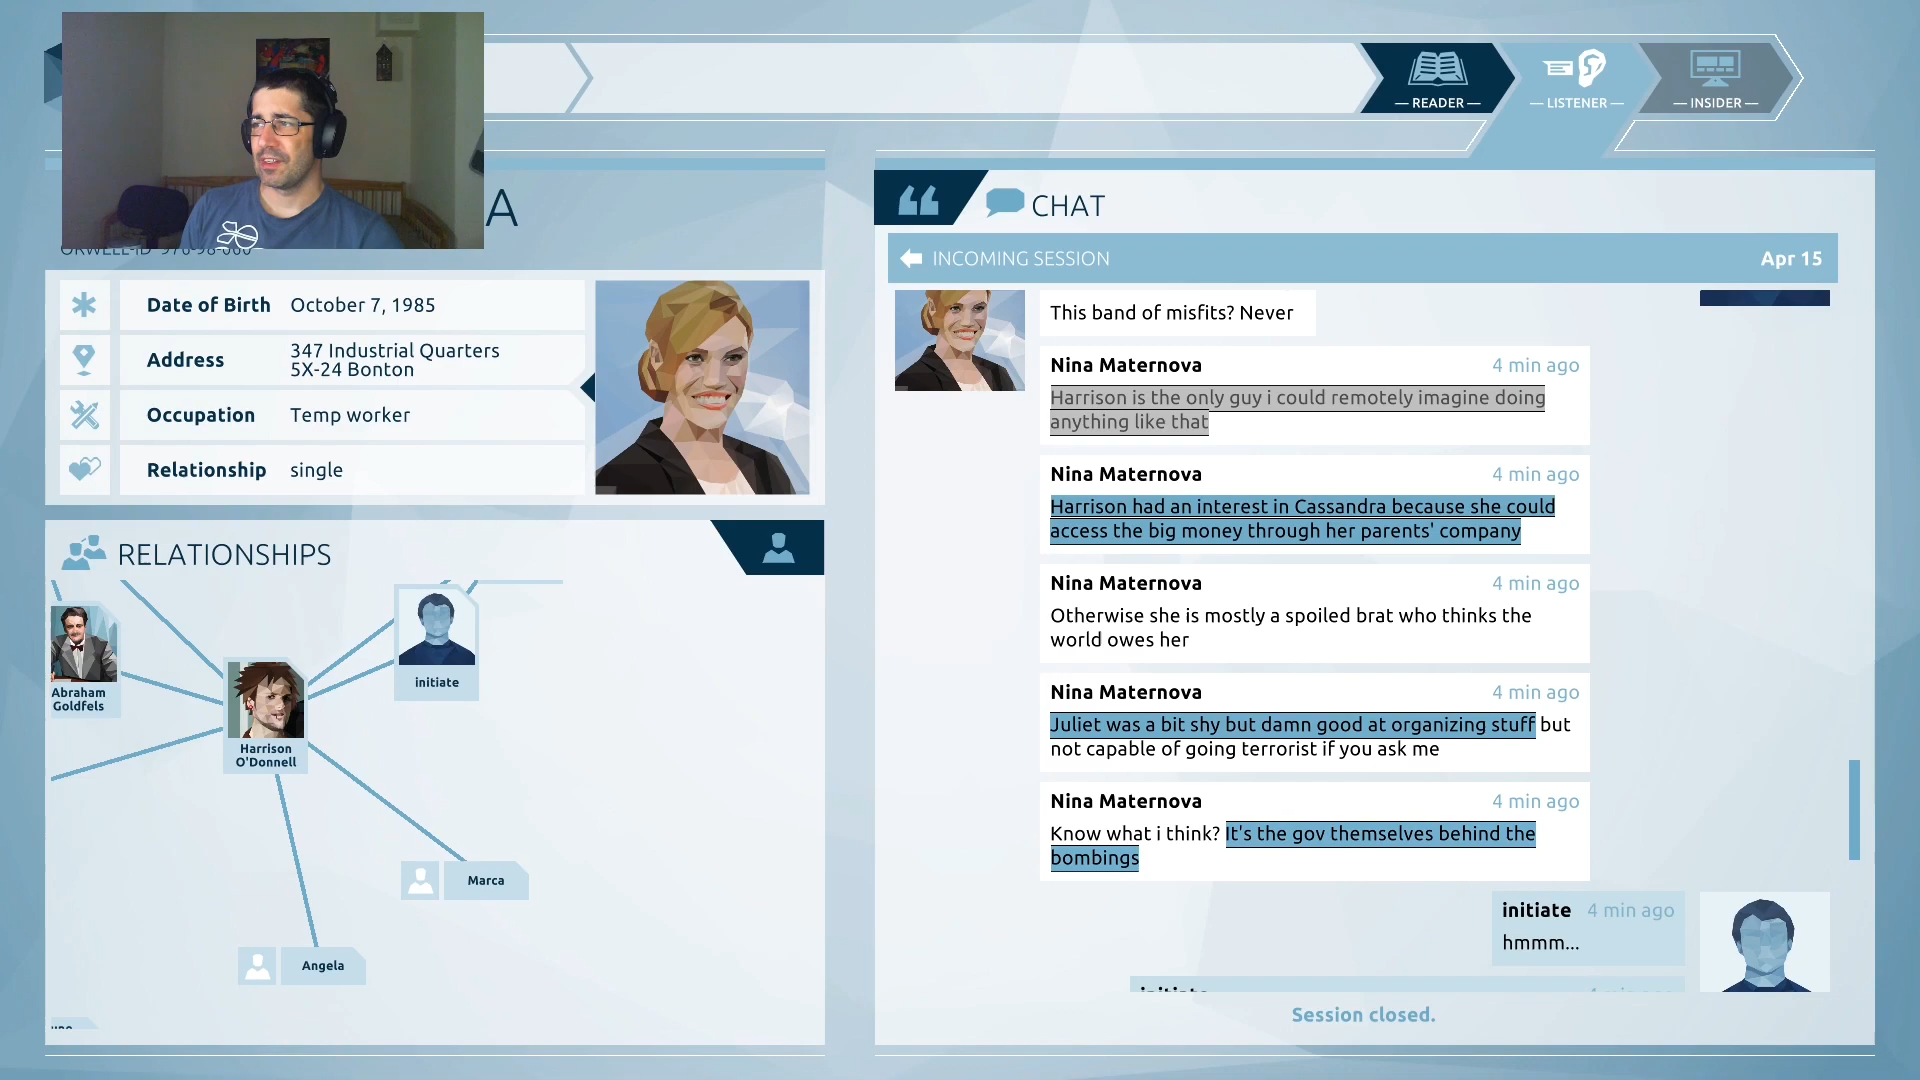 READER
LISTENER
INSIDER
A
CHAT
INCOMING SESSION
Apr 15
Date of Birth October 7, 1985
Address 347 Industrial Quarters
5X-24 Bonton
Occupation Temp worker
Relationship single
RELATIONSHIPS
Abraham
Goldfels
initiate
Harrison
O'Donnell
Marca
Angela
This band of misfits? Never
Nina Maternova 4 min ago
Harrison is the only guy i could remotely imagine doing
anything like that
Nina Maternova 4 min ago
Harrison had an interest in Cassandra because she could
access the big money through her parents' company
Nina Maternova 4 min ago
Otherwise she is mostly a spoiled brat who thinks the
world owes her
Nina Maternova 4 min ago
Juliet was a bit shy but damn good at organizing stuff but
not capable of going terrorist if you ask me
Nina Maternova 4 min ago
Know what i think? It's the gov themselves behind the
bombings
initiate 4 min ago
hmmm...
Session closed.